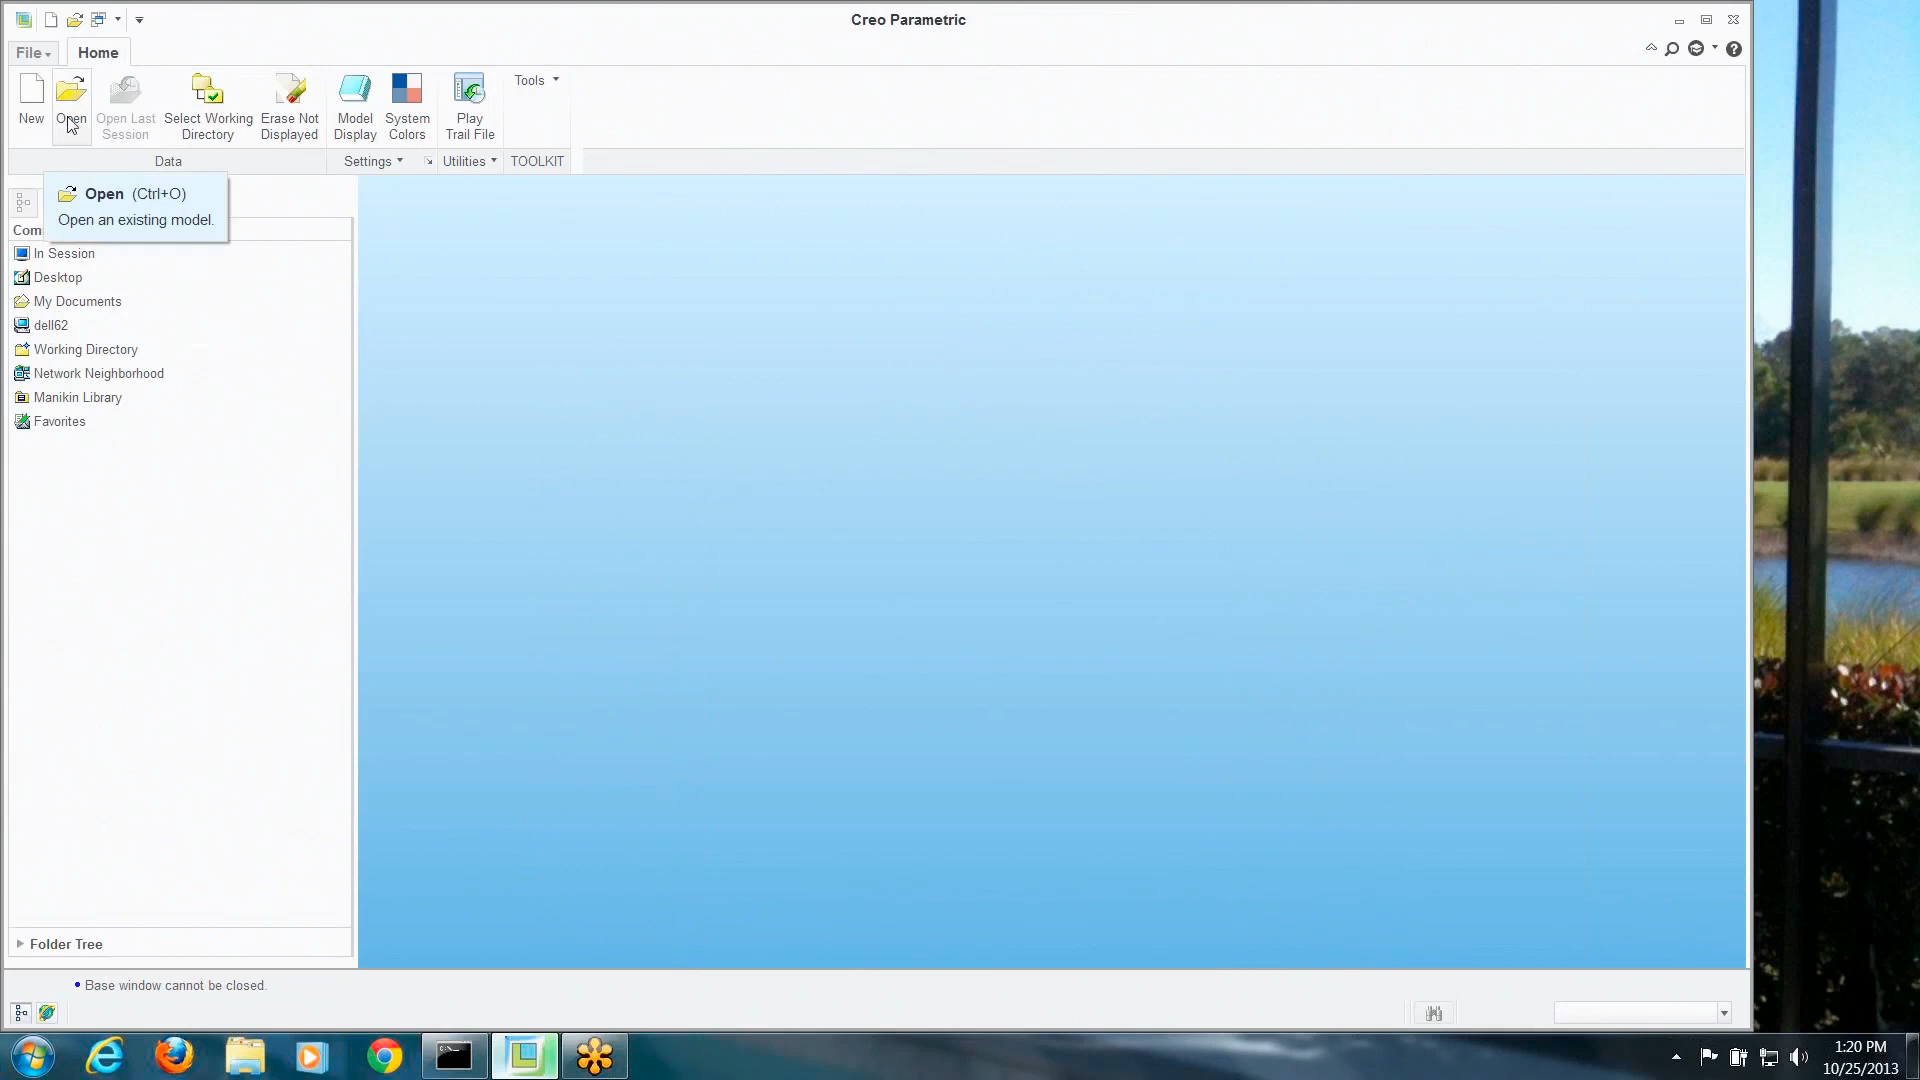 Creo Parametric
File
Home
New
Open
Open Last
Session
Select Working
Directory
Erase Not
Displayed
Model
Display
System
Colors
Play
Trail File
Tools
Data
Settings
Utilities
TOOLKIT
Open (Ctrl+O)
Open an existing model.
Com
In Session
Desktop
My Documents
dell62
Working Directory
Network Neighborhood
Manikin Library
Favorites
Folder Tree
Base window cannot be closed.
1:20 PM
10/25/2013